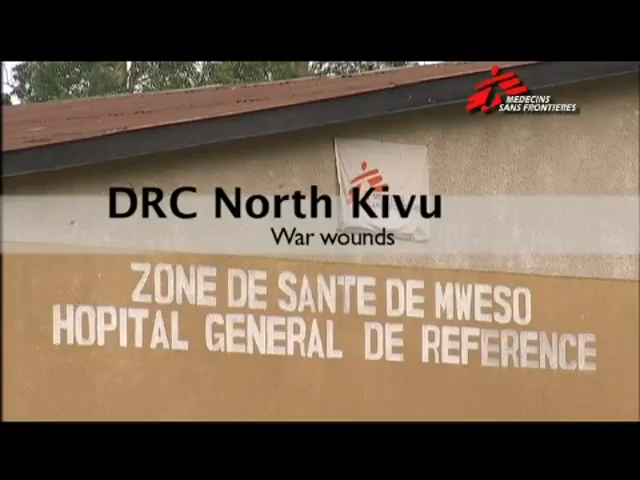 MEDECINS
SANS FRONTIERES
DRC North Kivu
War wounds
ZONE DE SANTE DE MWESO
HOPITAL GENERAL DE REFERENCE